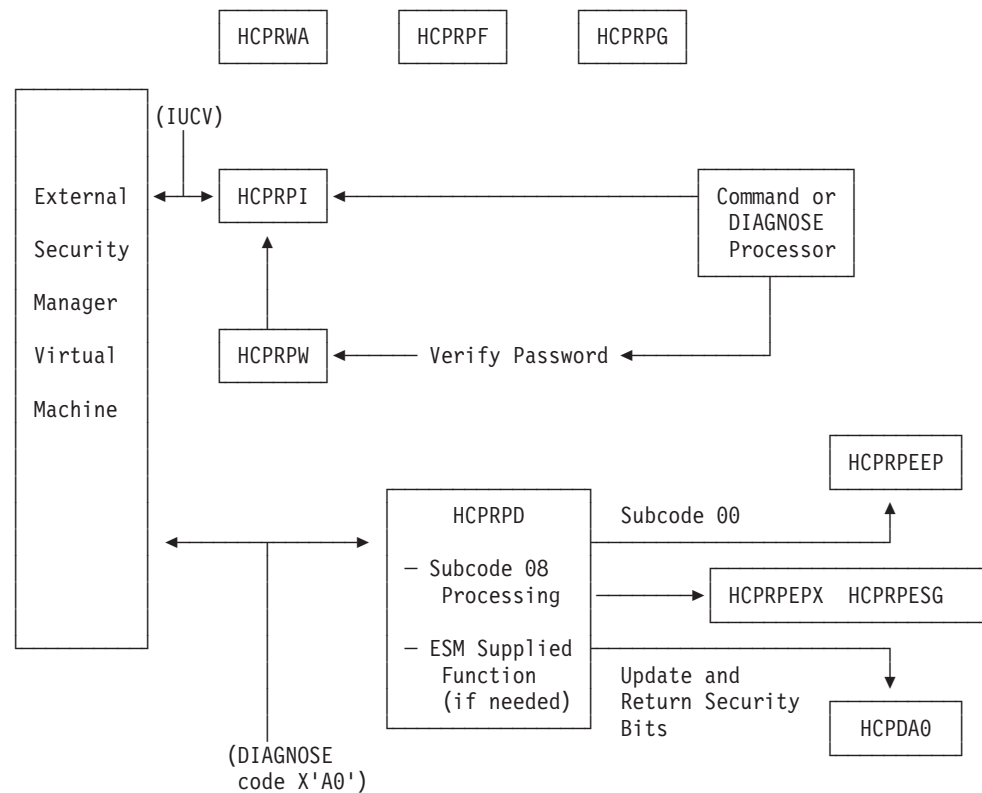 HCPRWA HCPRPF HCPRPG
(IUCV)
External
Security
Manager
Virtual
Machine
HCPRPI
Command or
DIAGNOSE
Processor
HCPRPW
Verify Password
HCPRPEEP
HCPRPD
Subcode 00
— Subcode 08
Processing
HCPRPEPX HCPRPESG
— ESM Supplied
Function
(if needed)
Update and
Return Security
Bits
HCPDA0
(DIAGNOSE
code X'A0')